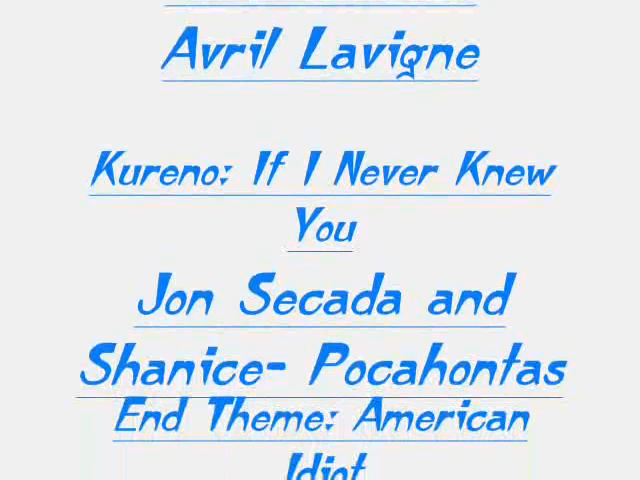 Avril Lavigne
Kureno: If I Never Knew
You
Jon Secada and
Shanice- Pocahontas
End Theme: American
Idiot